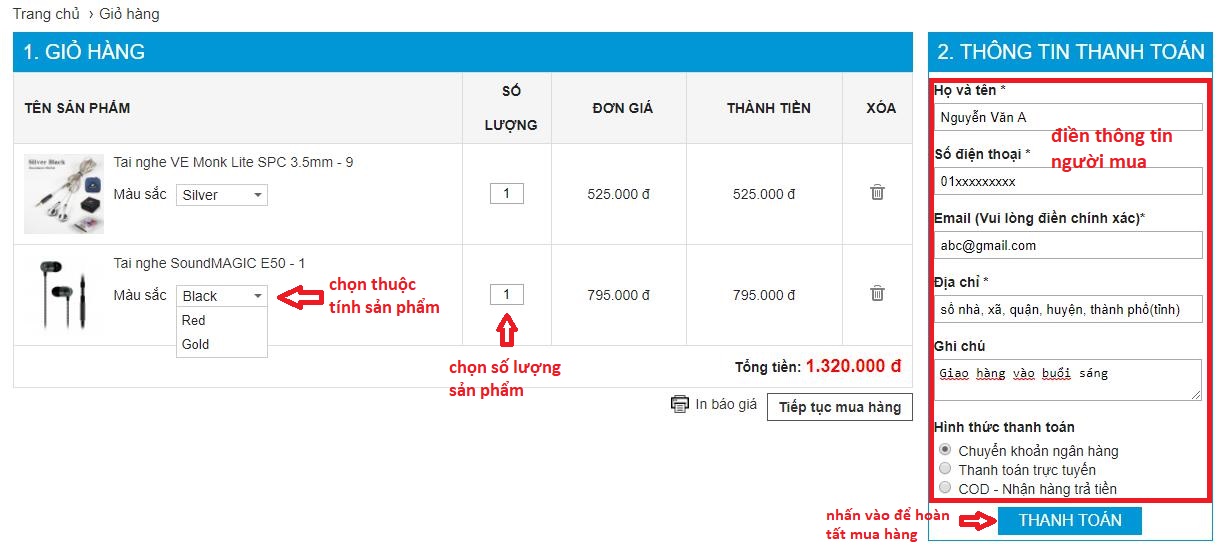 Trang chủ › Giỏ hàng
1. GIỎ HÀNG
TÊN SẢN PHẨM
SỐ
LƯỢNG
ĐƠN GIÁ
THÀNH TIỀN
XÓA
Silver Black
Tai nghe VE Monk Lite SPC 3.5mm - 9
Màu sắc Silver
1
525.000 đ
525.000 đ
Tai nghe SoundMAGIC E50 - 1
Màu sắc Black
Red
Gold
chọn thuộc
tính sản phẩm
1
795.000 đ
795.000 đ
chọn số lượng
sản phẩm
Tổng tiền: 1.320.000 đ
In báo giá
Tiếp tục mua hàng
2. THÔNG TIN THANH TOÁN
Họ và tên *
Nguyễn Văn A
điền thông tin
người mua
Số điện thoại *
01xxxxxxxxx
Email (Vui lòng điền chính xác)*
abc@gmail.com
Địa chỉ *
số nhà, xã, quận, huyện, thành phố(tỉnh)
Ghi chú
Giao hàng vào buổi sáng
Hình thức thanh toán
Chuyển khoản ngân hàng
Thanh toán trực tuyến
COD - Nhận hàng trả tiền
nhấn vào để hoàn
tất mua hàng
THANH TOÁN